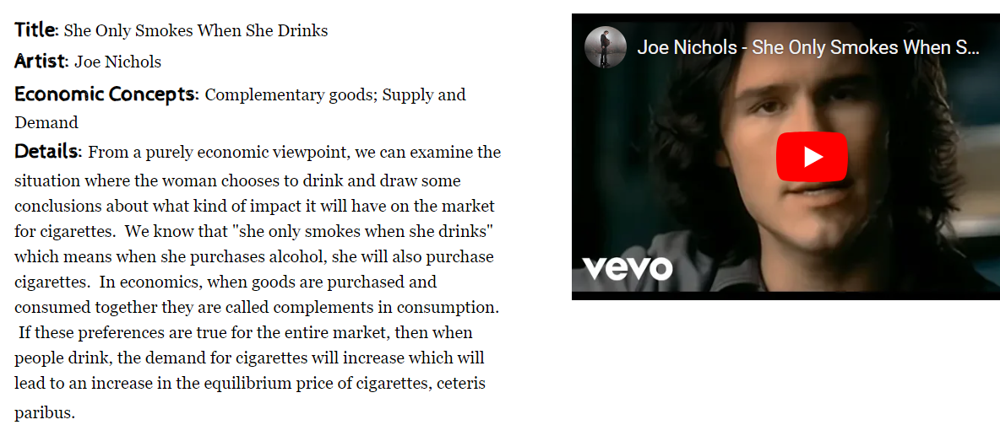 Title: She Only Smokes When She Drinks
Artist: Joe Nichols
Economic Concepts: Complementary goods; Supply and
Demand
Details: From a purely economic viewpoint, we can examine the
situation where the woman chooses to drink and draw some
conclusions about what kind of impact it will have on the market
for cigarettes.  We know that "she only smokes when she drinks"
which means when she purchases alcohol, she will also purchase
cigarettes.  In economics, when goods are purchased and
consumed together they are called complements in consumption.
If these preferences are true for the entire market, then when
people drink, the demand for cigarettes will increase which will
lead to an increase in the equilibrium price of cigarettes, ceteris
paribus.
Joe Nichols - She Only Smokes When S...
vevo